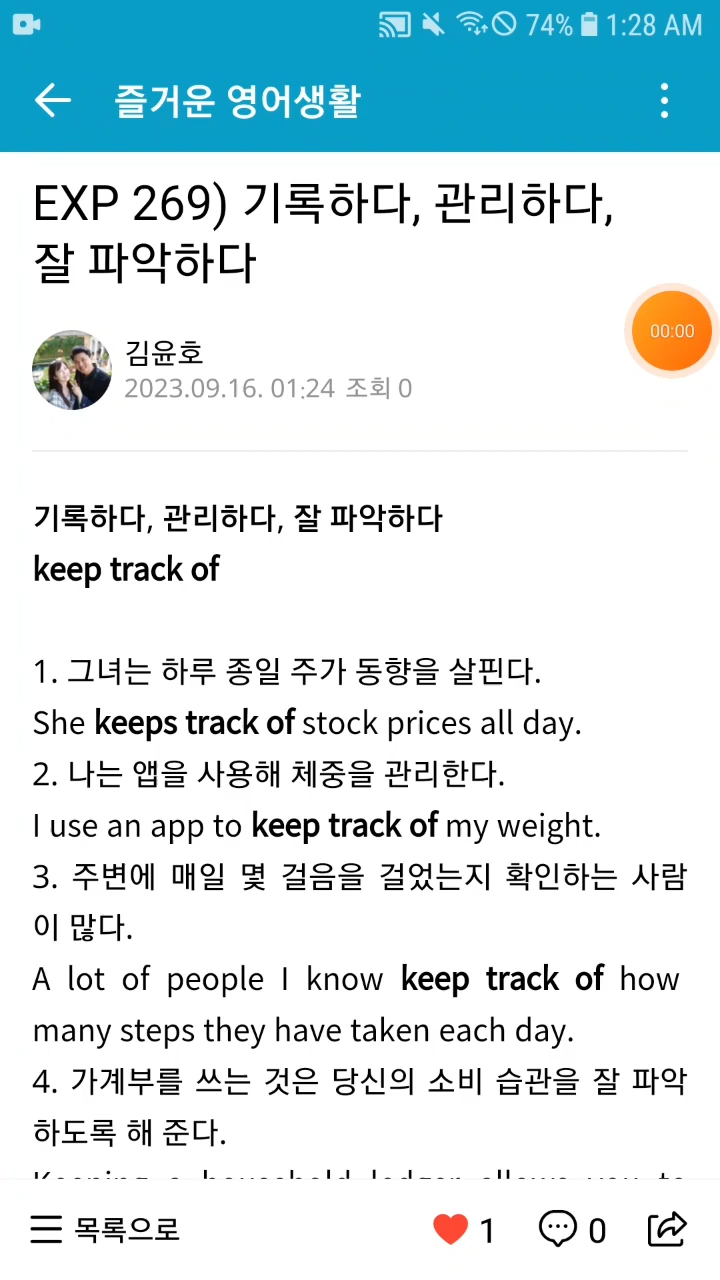 74% 1:28 AM
즐거운 영어생활
EXP 269) 기록하다, 관리하다,
잘 파악하다
00:00
김윤호
2023.09.16. 01:24 조회 0
기록하다, 관리하다, 잘 파악하다
keep track of
1. 그녀는 하루 종일 주가 동향을 살핀다.
She keeps track of stock prices all day.
2. 나는 앱을 사용해 체중을 관리한다.
I use an app to keep track of my weight.
3. 주변에 매일 몇 걸음을 걸었는지 확인하는 사람
이 많다.
A lot of people I know keep track of how
many steps they have taken each day.
4. 가계부를 쓰는 것은 당신의 소비 습관을 잘 파악
하도록 해 준다.
Keeping a household ledger allows you to
목록으로 1 0